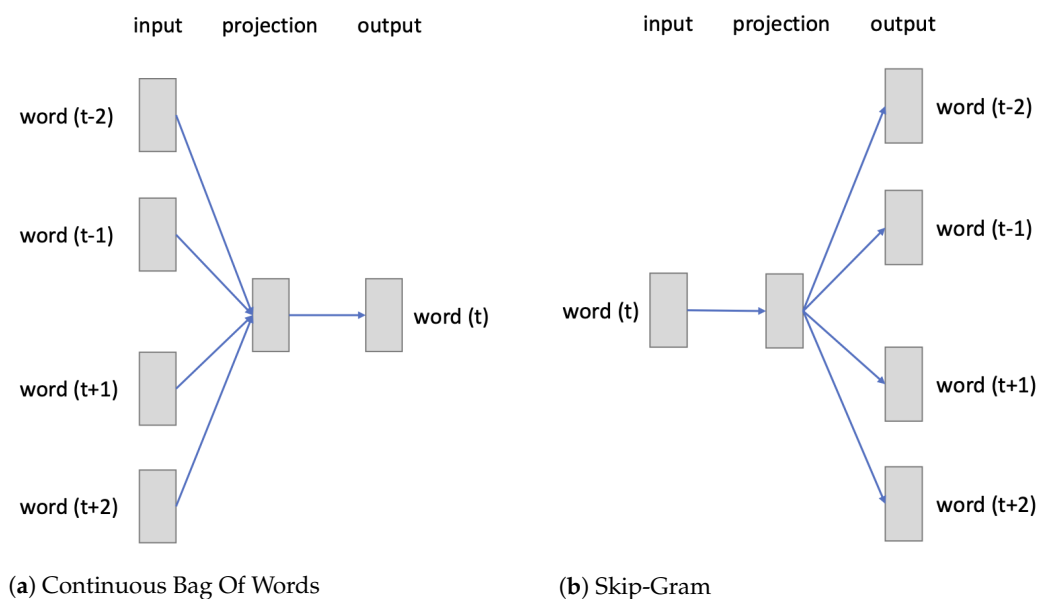 input projection output
word (t-2)
word (t-1)
word (t)
word (t+1)
word (t+2)
(a) Continuous Bag Of Words
input projection output
word (t-2)
word (t-1)
word (t)
word (t+1)
word (t+2)
(b) Skip-Gram